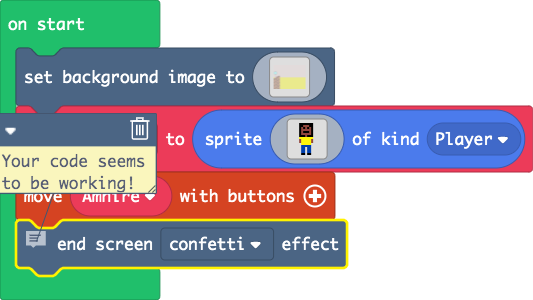 on start
set background image to
to sprite of kind Player
Your code seems
to be working!
move Amhire with buttons
end screen confetti effect